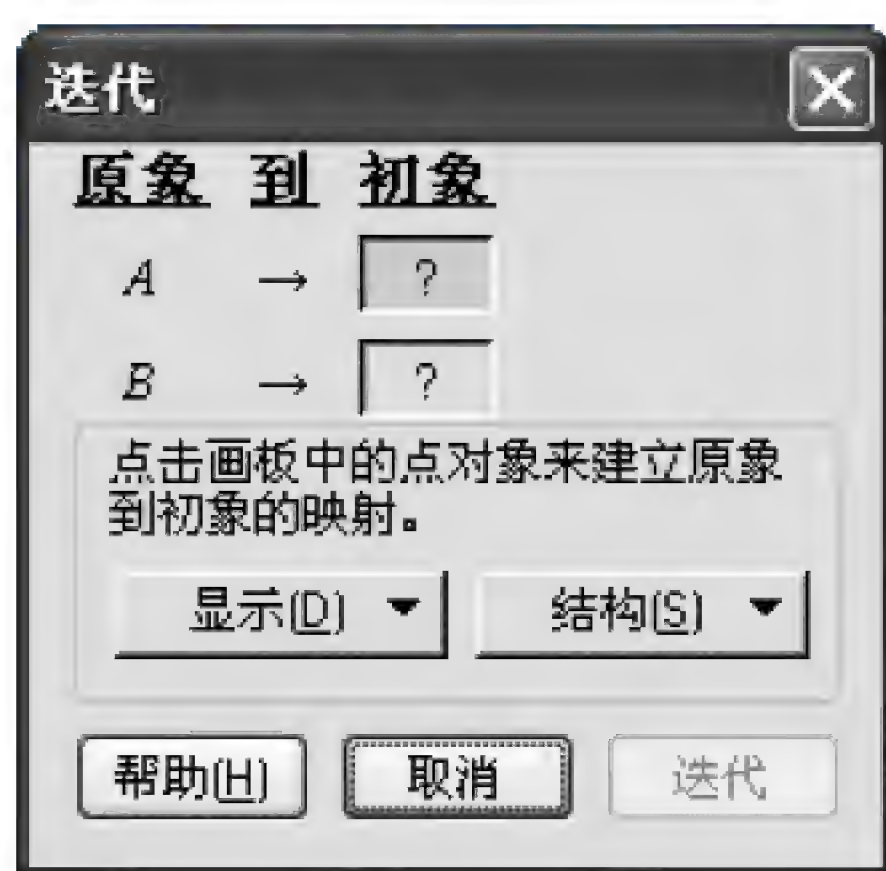 迭代
原象 到 初象
A → ?
B → ?
点击画板中的点对象来建立原象
到初象的映射。
显示(D) 结构(S)
帮助(H) 取消 迭代